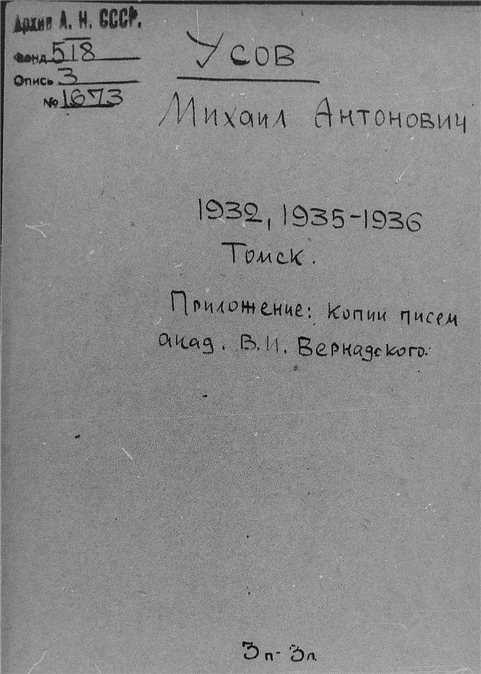 Архив А. Н. СССР.
Фонд 518
Опись 3
№ 1673
Усов
Михаил Антонович
1932, 1935-1936
Томск.
Приложение: копии писем
акад. В.И. Вернадского.
3п-3л